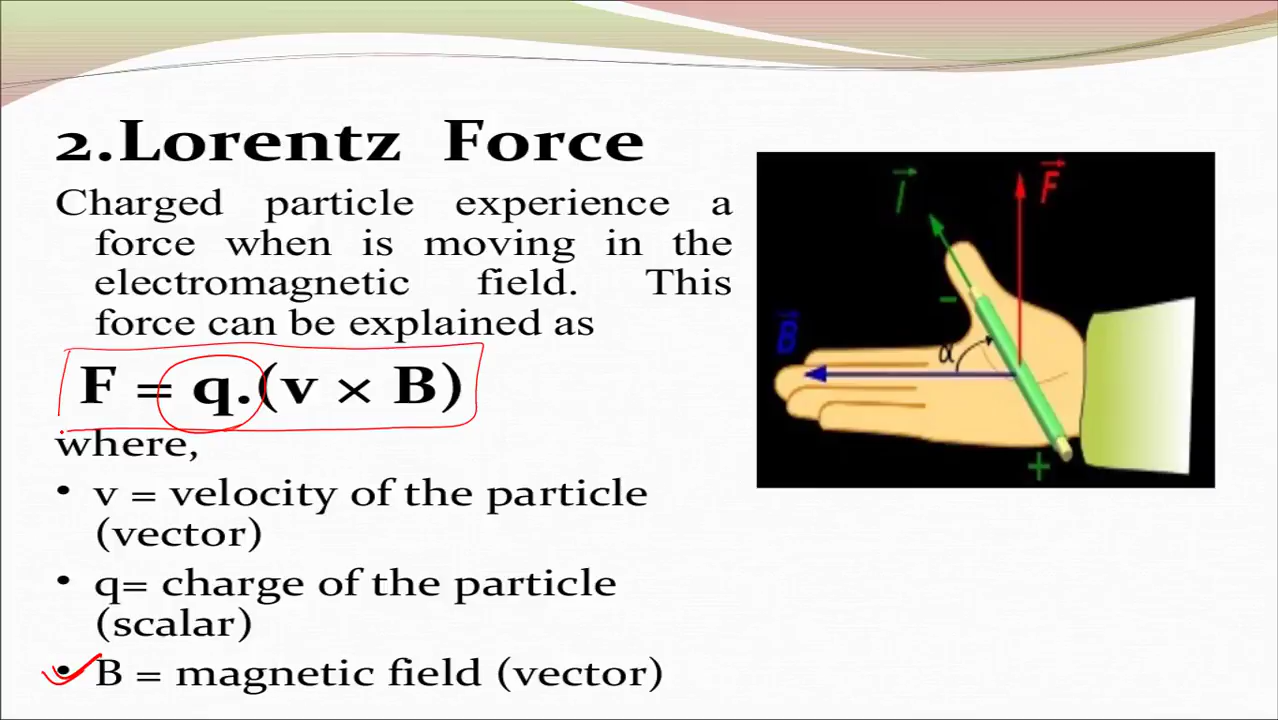 2.Lorentz Force
Charged particle experience a
force when is moving in the
electromagnetic field. This
force can be explained as
F = q.(v × B)
where,
• v = velocity of the particle
(vector)
• q= charge of the particle
(scalar)
• B = magnetic field (vector)
I
F
-
B
α
+